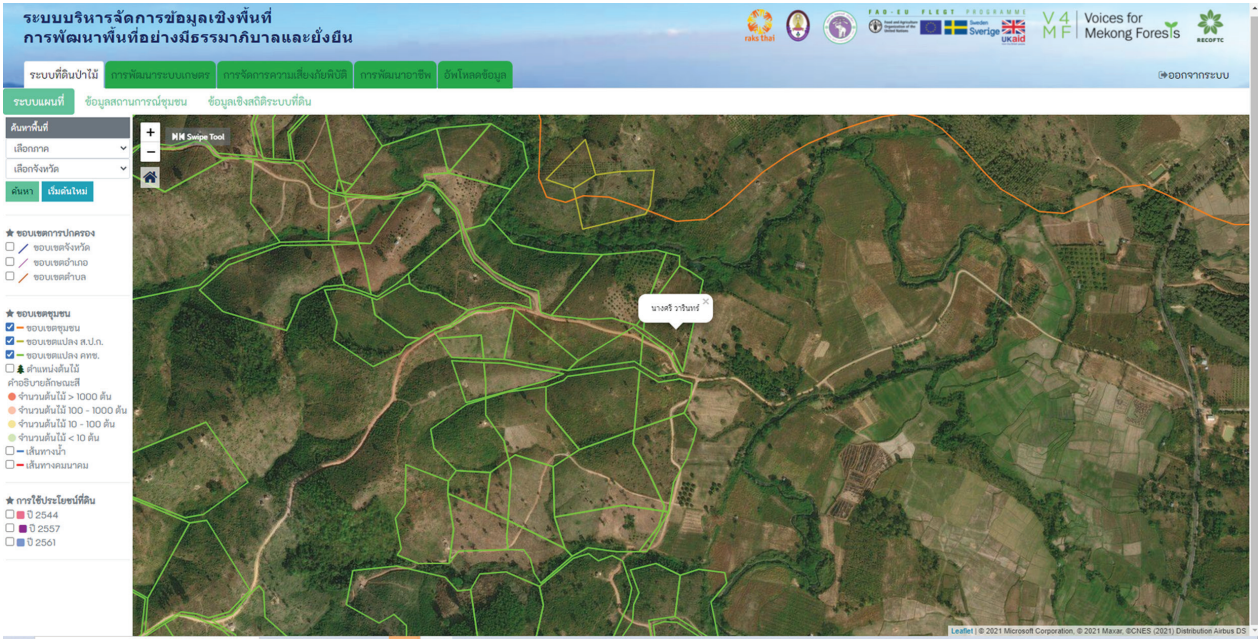 ระบบบริหารจัดการข้อมูลเชิงพื้นที่
การพัฒนาพื้นที่อย่างมีธรรมาภิบาลและยั่งยืน
raks thai
FAO-EU FLEGT PROGRAMME
Food and Agriculture Organization of the United Nations
Sweden
Sverige
UKaid
V4MF
Voices for
Mekong Forests
RECOFTC
ระบบที่ดินป่าไม้ การพัฒนาระบบเกษตร การจัดการความเสี่ยงภัยพิบัติ การพัฒนาอาชีพ อัพโหลดข้อมูล
ออกจากระบบ
ระบบแผนที่ ข้อมูลสถานการณ์ชุมชน ข้อมูลเชิงสถิติระบบที่ดิน
ค้นหาพื้นที่
เลือกภาค
เลือกจังหวัด
ค้นหา เริ่มต้นใหม่
+
Swipe Tool
−
ขอบเขตการปกครอง
ขอบเขตจังหวัด
ขอบเขตอำเภอ
ขอบเขตตำบล
ขอบเขตชุมชน
ขอบเขตชุมชน
ขอบเขตแปลง ส.ป.ก.
ขอบเขตแปลง คทช.
ตำแหน่งต้นไม้
คำอธิบายลักษณะสี
จำนวนต้นไม้ > 1000 ต้น
จำนวนต้นไม้ 100 - 1000 ต้น
จำนวนต้นไม้ 10 - 100 ต้น
จำนวนต้นไม้ < 10 ต้น
เส้นทางน้ำ
เส้นทางคมนาคม
การใช้ประโยชน์ที่ดิน
ปี 2544
ปี 2557
ปี 2561
นางศรี วารินทร์
×
Leaflet | © 2021 Microsoft Corporation, © 2021 Maxar, ©CNES (2021) Distribution Airbus DS